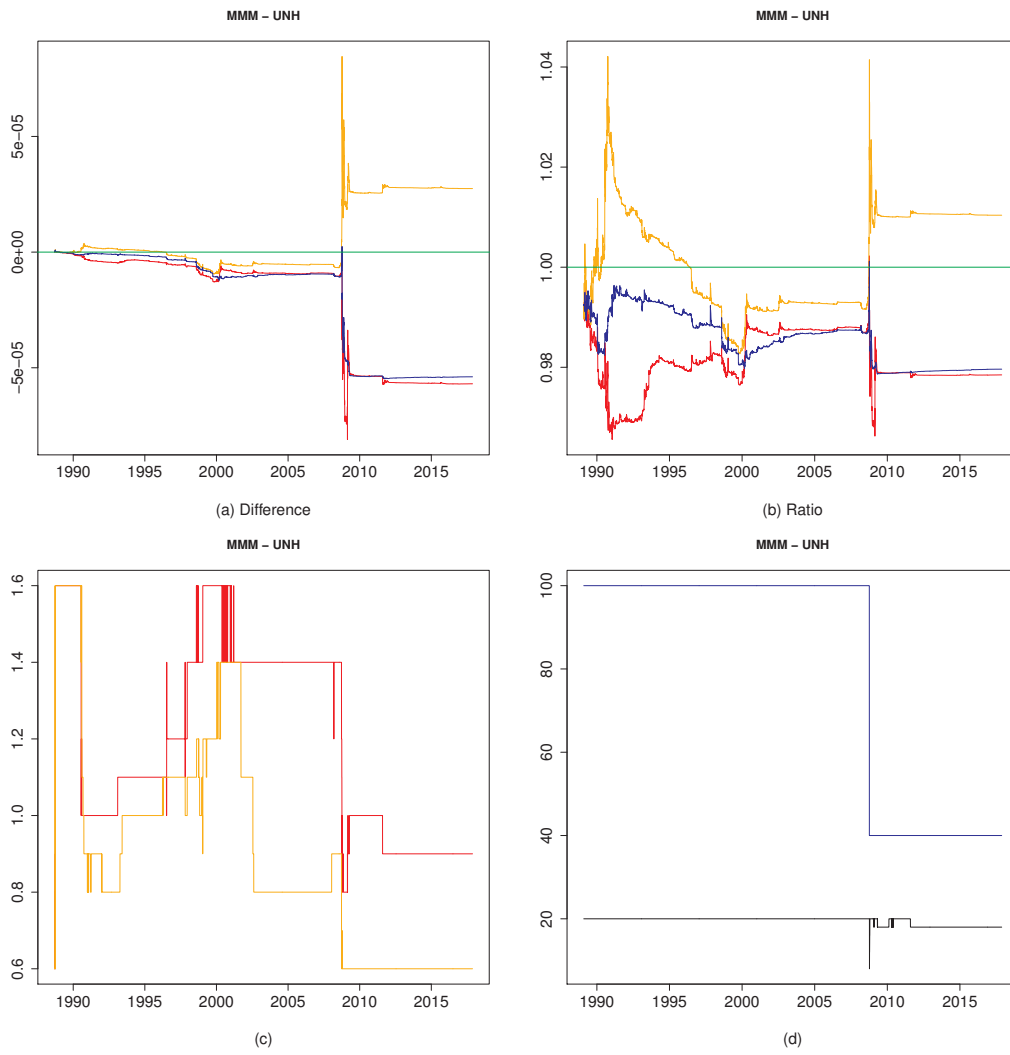 MMM − UNH
5e−05
0e+00
−5e−05
1990 1995 2000 2005 2010 2015
(a) Difference
MMM − UNH
1.04
1.02
1.00
0.98
1990 1995 2000 2005 2010 2015
(b) Ratio
MMM − UNH
1.6
1.4
1.2
1.0
0.8
0.6
1990 1995 2000 2005 2010 2015
(c)
MMM − UNH
100
80
60
40
20
1990 1995 2000 2005 2010 2015
(d)